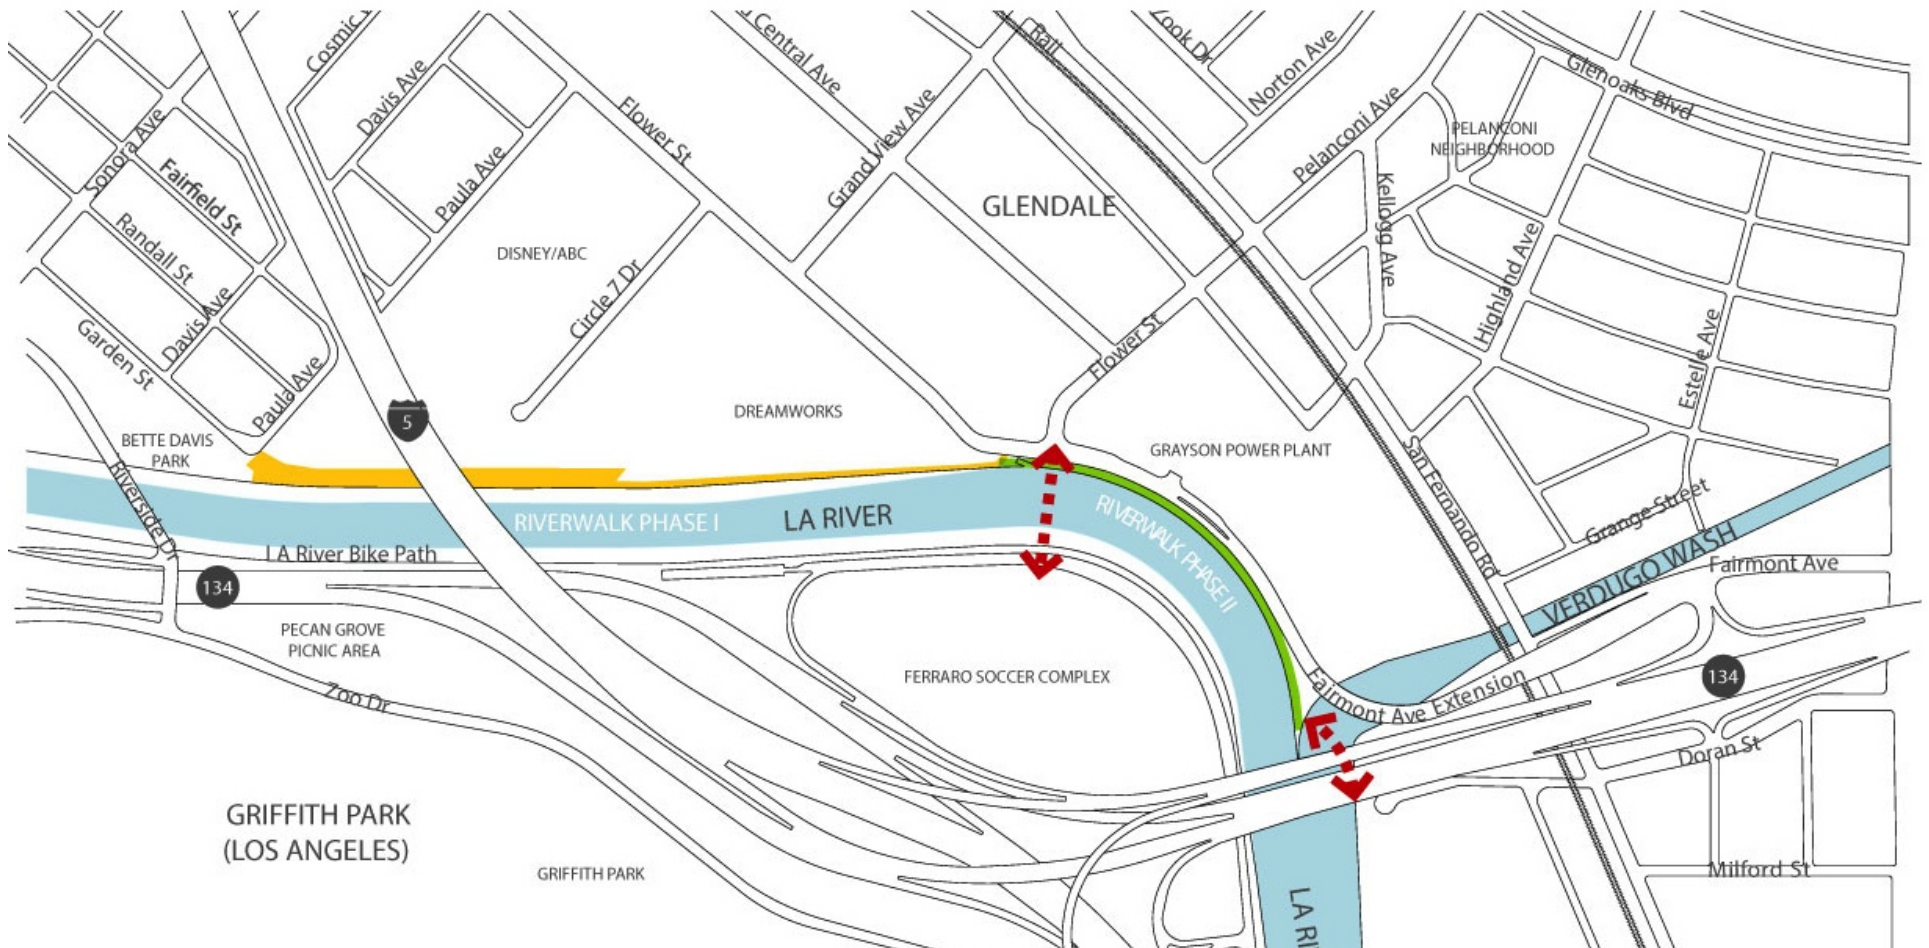 Cosmic
Central Ave
Rail
Zook Dr
Norton Ave
Glenoaks Blvd
Davis Ave
Flower St
Grand View Ave
Pelanconi Ave
PELANCONI
NEIGHBORHOOD
Sonora Ave
Fairfield St
Paula Ave
Kellogg Ave
GLENDALE
Randall St
DISNEY/ABC
Highland Ave
Circle 7 Dr
Davis Ave
Garden St
Flower St
Estelle Ave
Paula Ave
5
DREAMWORKS
BETTE DAVIS
PARK
GRAYSON POWER PLANT
San Fernando Rd
Riverside Dr
RIVERWALK PHASE I
LA RIVER
RIVERWALK PHASE II
Grange Street
VERDUGO WASH
LA River Bike Path
Fairmont Ave
134
PECAN GROVE
PICNIC AREA
FERRARO SOCCER COMPLEX
134
Zoo Dr
Fairmont Ave Extension
Doran St
GRIFFITH PARK
(LOS ANGELES)
GRIFFITH PARK
Milford St
LA RI